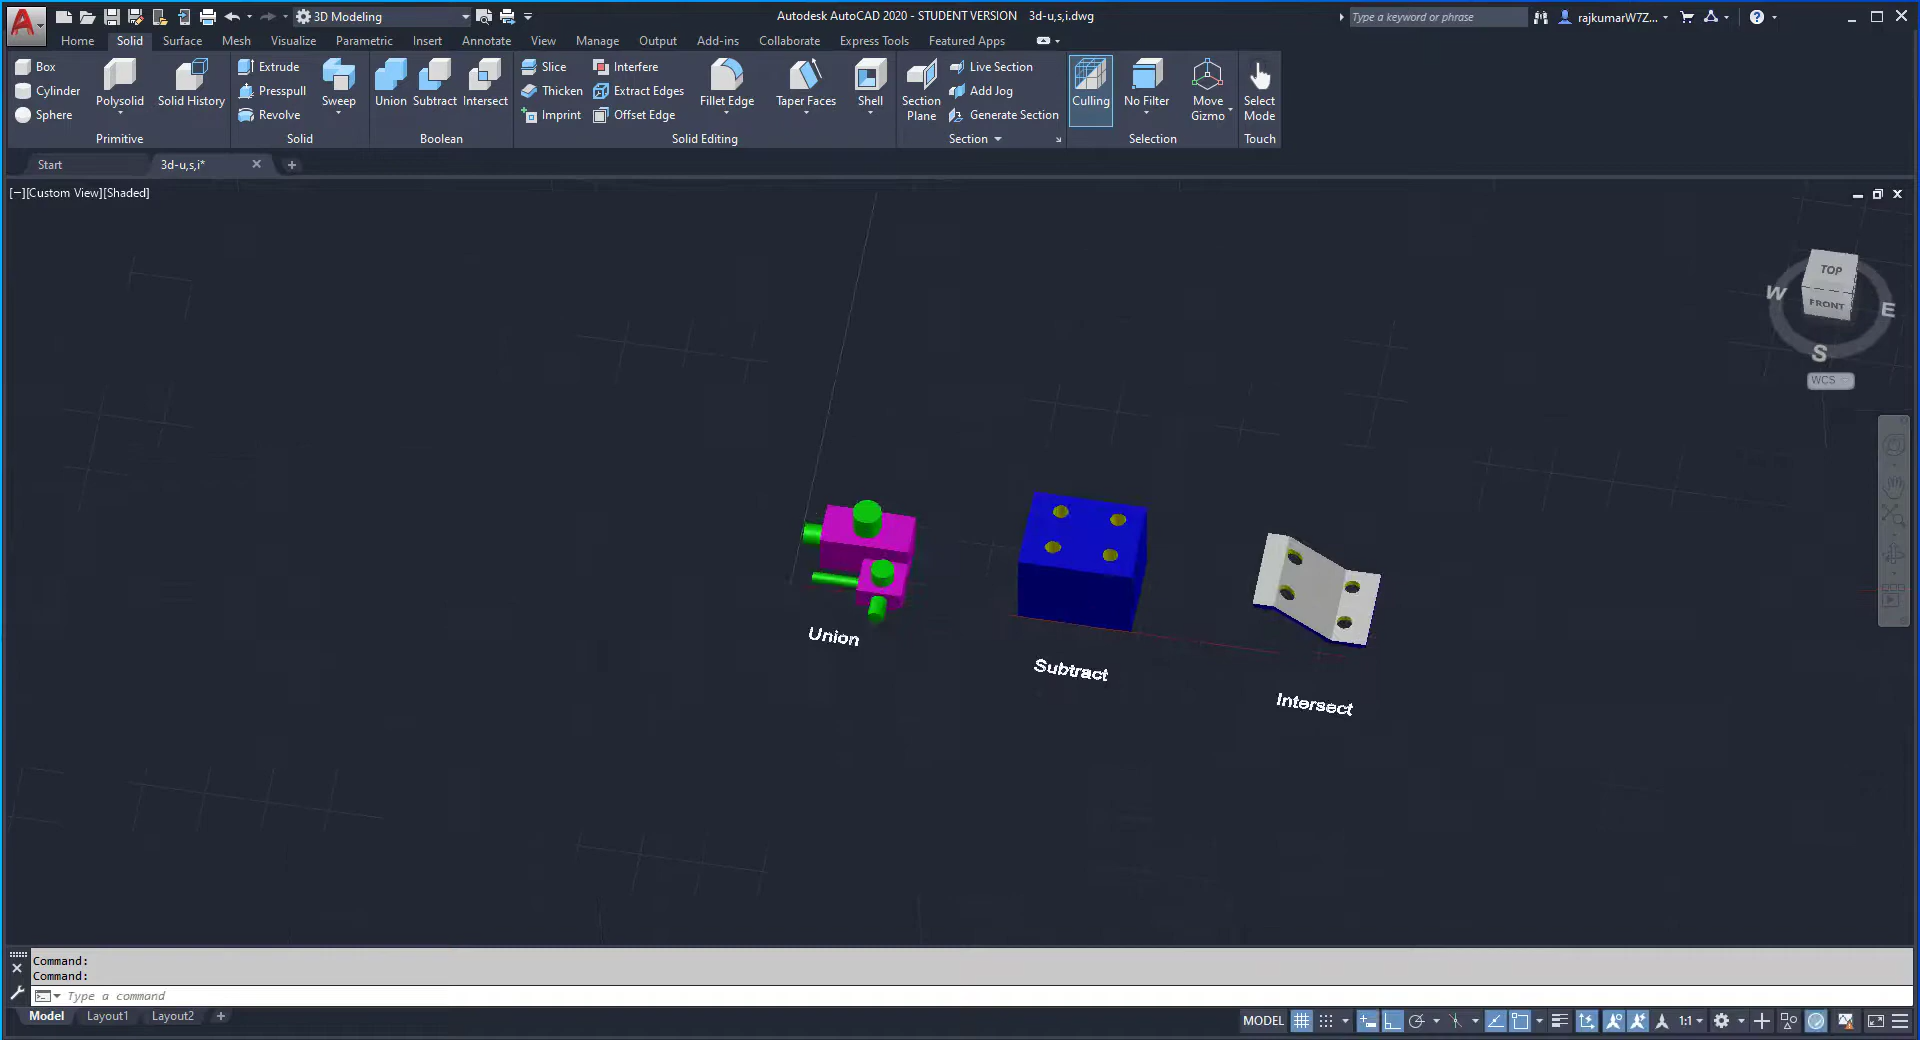 3D Modeling
Autodesk AutoCAD 2020 - STUDENT VERSION 3d-u,s,i.dwg
Type a keyword or phrase
rajkumarW7Z...
Home Solid Surface Mesh Visualize Parametric Insert Annotate View Manage Output Add-ins Collaborate Express Tools Featured Apps
Box
Cylinder
Sphere
Polysolid
Solid History
Primitive
Extrude
Presspull
Revolve
Sweep
Solid
Union
Subtract
Intersect
Boolean
Slice
Thicken
Imprint
Interfere
Extract Edges
Offset Edge
Fillet Edge
Taper Faces
Shell
Solid Editing
Section
Plane
Live Section
Add Jog
Generate Section
Section
Culling
No Filter
Move
Gizmo
Selection
Select
Mode
Touch
Start
3d-u,s,i*
[−][Custom View][Shaded]
TOP
FRONT
W
E
S
WCS
Union
Subtract
Intersect
Command:
Command:
Type a command
Model Layout1 Layout2
MODEL
1:1